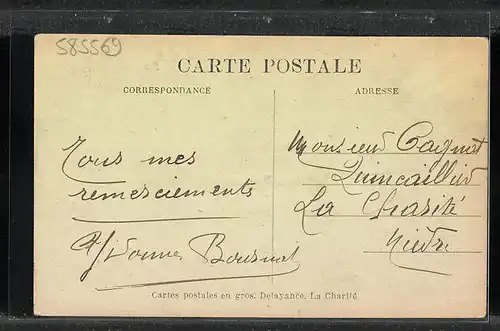 585569
CARTE POSTALE
CORRESPONDANCE
ADRESSE
Tous mes
remerciements
Yvonne
Monsieur Cagnat
Quincaillier
La Charité
Nièvre
Cartes postales en gros. Delayance, La Charité